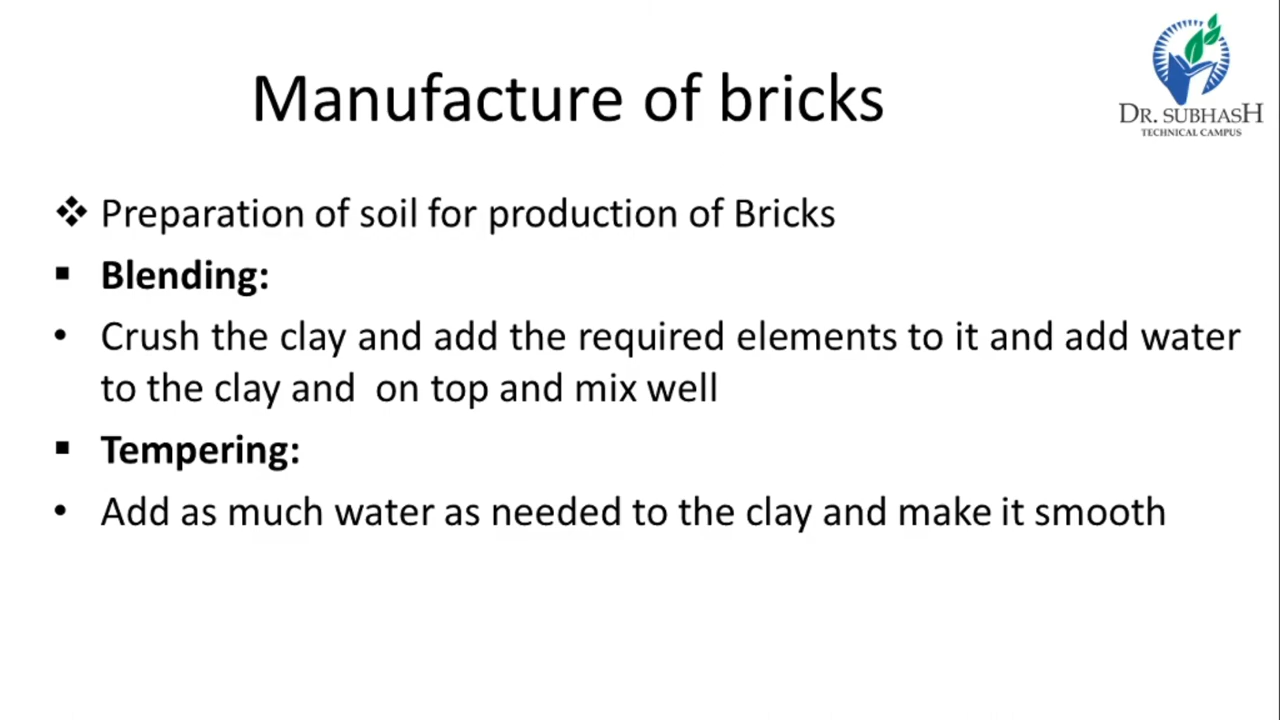 DR. SUBHASH
TECHNICAL CAMPUS
Manufacture of bricks
❖ Preparation of soil for production of Bricks
▪ Blending:
• Crush the clay and add the required elements to it and add water
to the clay and on top and mix well
▪ Tempering:
• Add as much water as needed to the clay and make it smooth